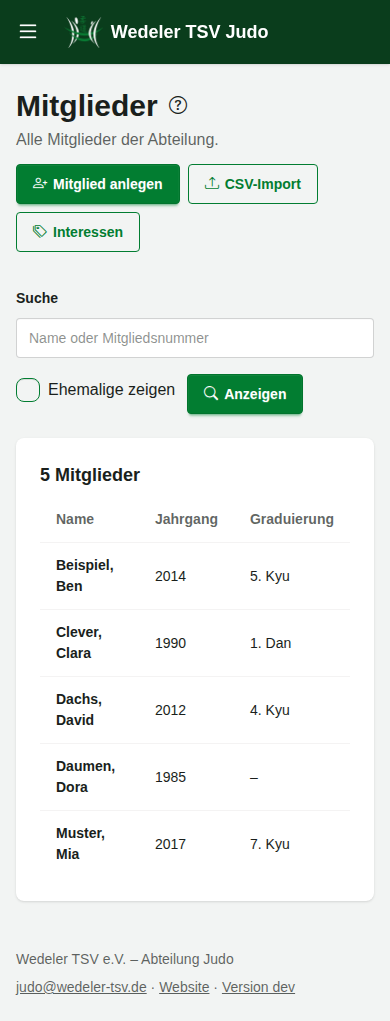 Wedeler TSV Judo
Mitglieder ?
Alle Mitglieder der Abteilung.
Mitglied anlegen CSV-Import
Interessen
Suche
Name oder Mitgliedsnummer
Ehemalige zeigen Anzeigen
5 Mitglieder
Name Jahrgang Graduierung
Beispiel,
Ben 2014 5. Kyu
Clever,
Clara 1990 1. Dan
Dachs,
David 2012 4. Kyu
Daumen,
Dora 1985 –
Muster,
Mia 2017 7. Kyu
Wedeler TSV e.V. – Abteilung Judo
judo@wedeler-tsv.de · Website · Version dev